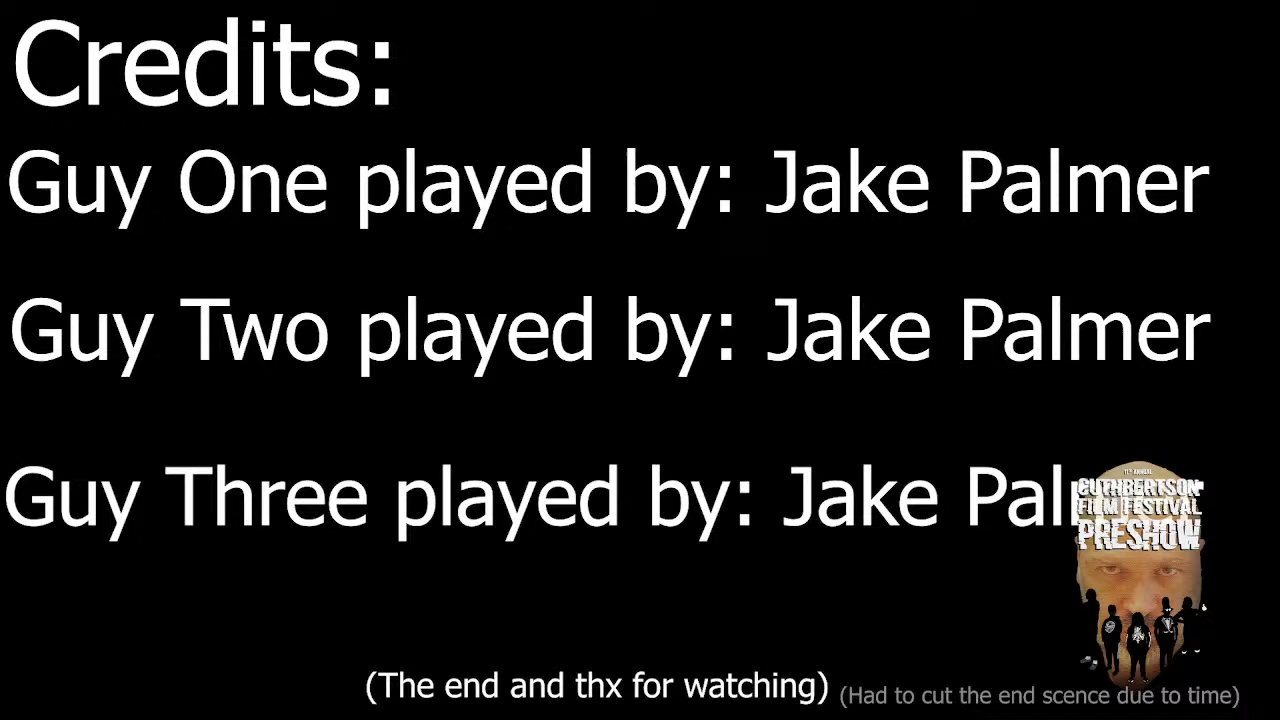 Credits:
Guy One played by: Jake Palmer
Guy Two played by: Jake Palmer
Guy Three played by: Jake Pal
11TH ANNUAL
CUTHBERTSON
FILM FESTIVAL
PRESHOW
(The end and thx for watching)
(Had to cut the end scence due to time)